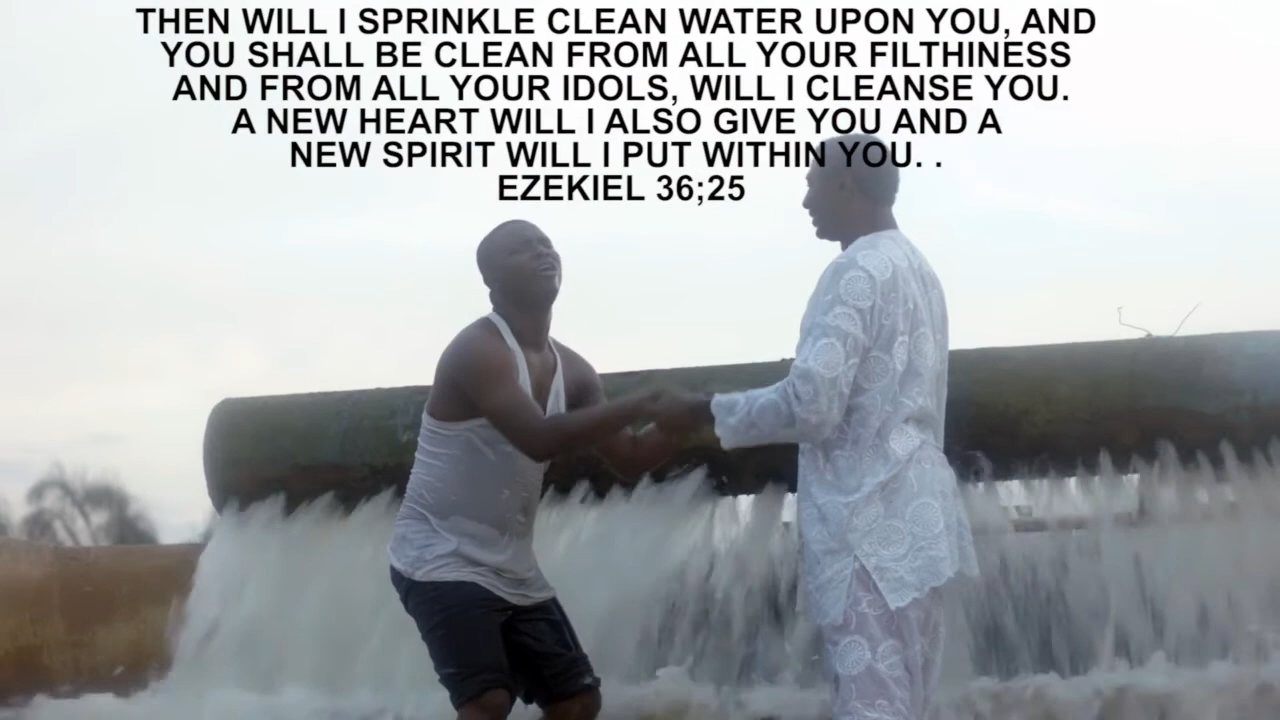 THEN WILL I SPRINKLE CLEAN WATER UPON YOU, AND
YOU SHALL BE CLEAN FROM ALL YOUR FILTHINESS
AND FROM ALL YOUR IDOLS, WILL I CLEANSE YOU.
A NEW HEART WILL I ALSO GIVE YOU AND A
NEW SPIRIT WILL I PUT WITHIN YOU. .
EZEKIEL 36;25